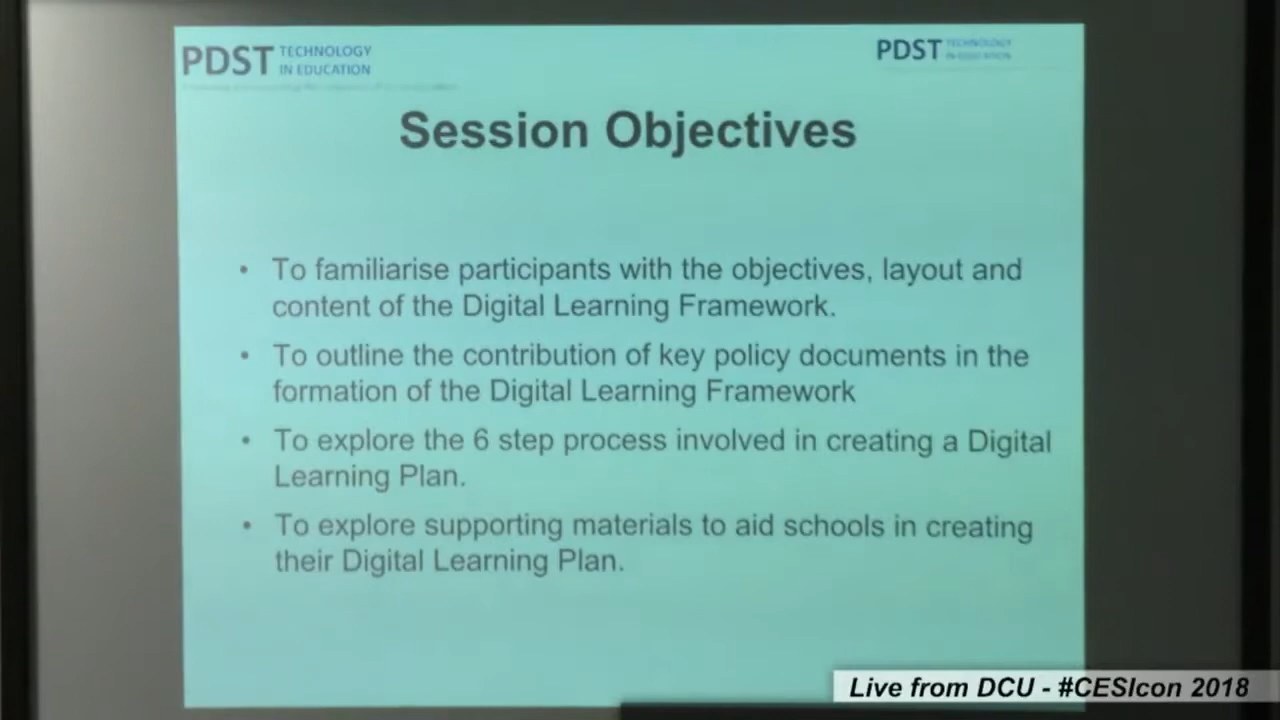 PDST TECHNOLOGY
IN EDUCATION
PDST TECHNOLOGY
IN EDUCATION
Session Objectives
• To familiarise participants with the objectives, layout and
content of the Digital Learning Framework.
• To outline the contribution of key policy documents in the
formation of the Digital Learning Framework
• To explore the 6 step process involved in creating a Digital
Learning Plan.
• To explore supporting materials to aid schools in creating
their Digital Learning Plan.
Live from DCU - #CESIcon 2018